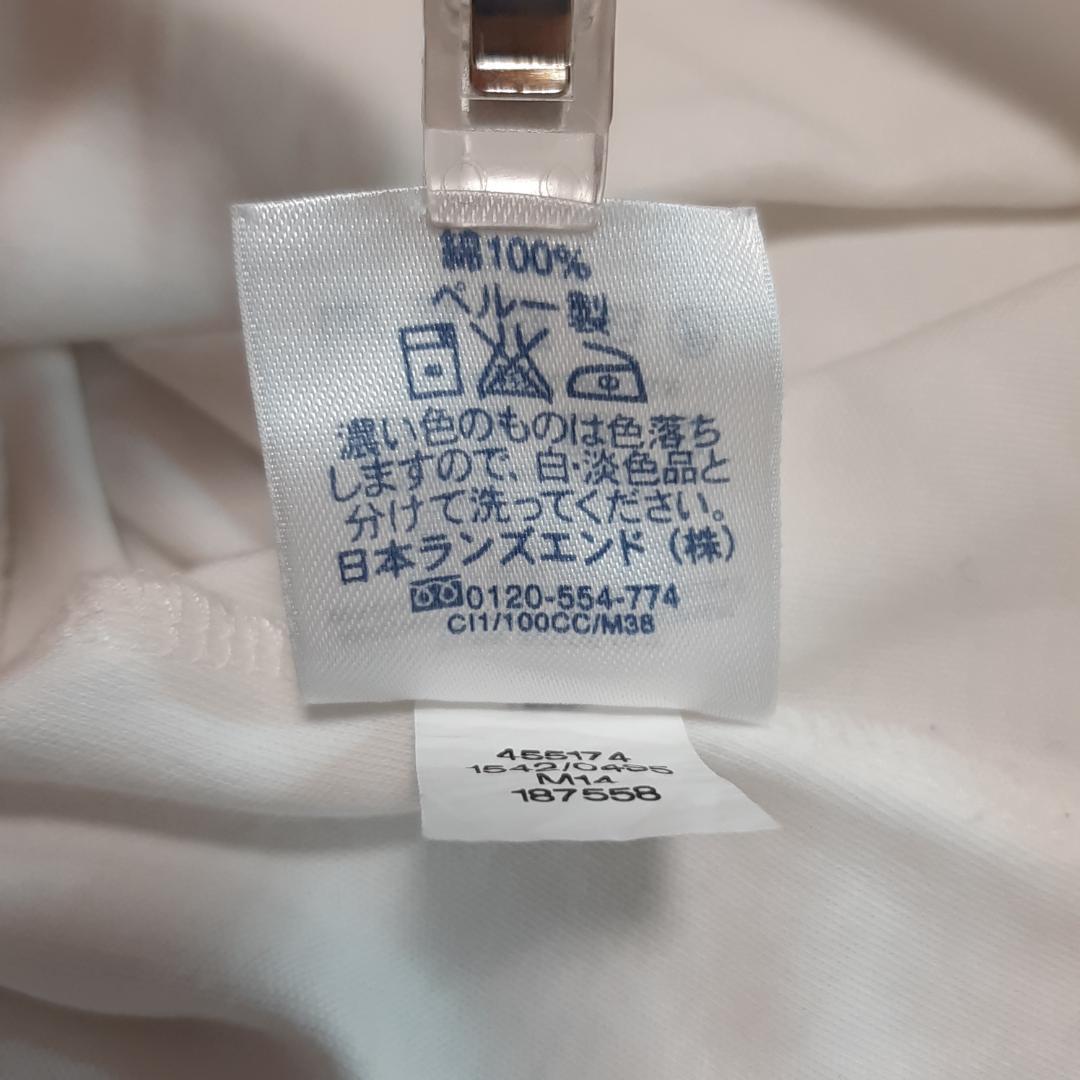 綿100%
ペルー製
濃い色のものは色落ち
しますので、白・淡色品と
分けて洗ってください。
日本ランズエンド（株）
0120-554-774
CI1/100CC/M38
455174
M14
187558